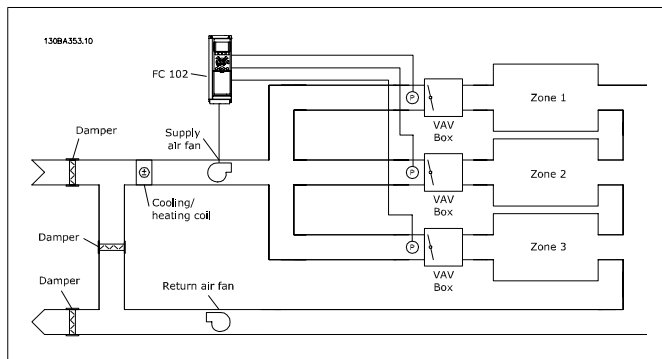 130BA353.10
FC 102
Damper
Supply
air fan
Cooling/
heating coil
Damper
Damper
Return air fan
P
VAV
Box
Zone 1
P
VAV
Box
Zone 2
P
VAV
Box
Zone 3